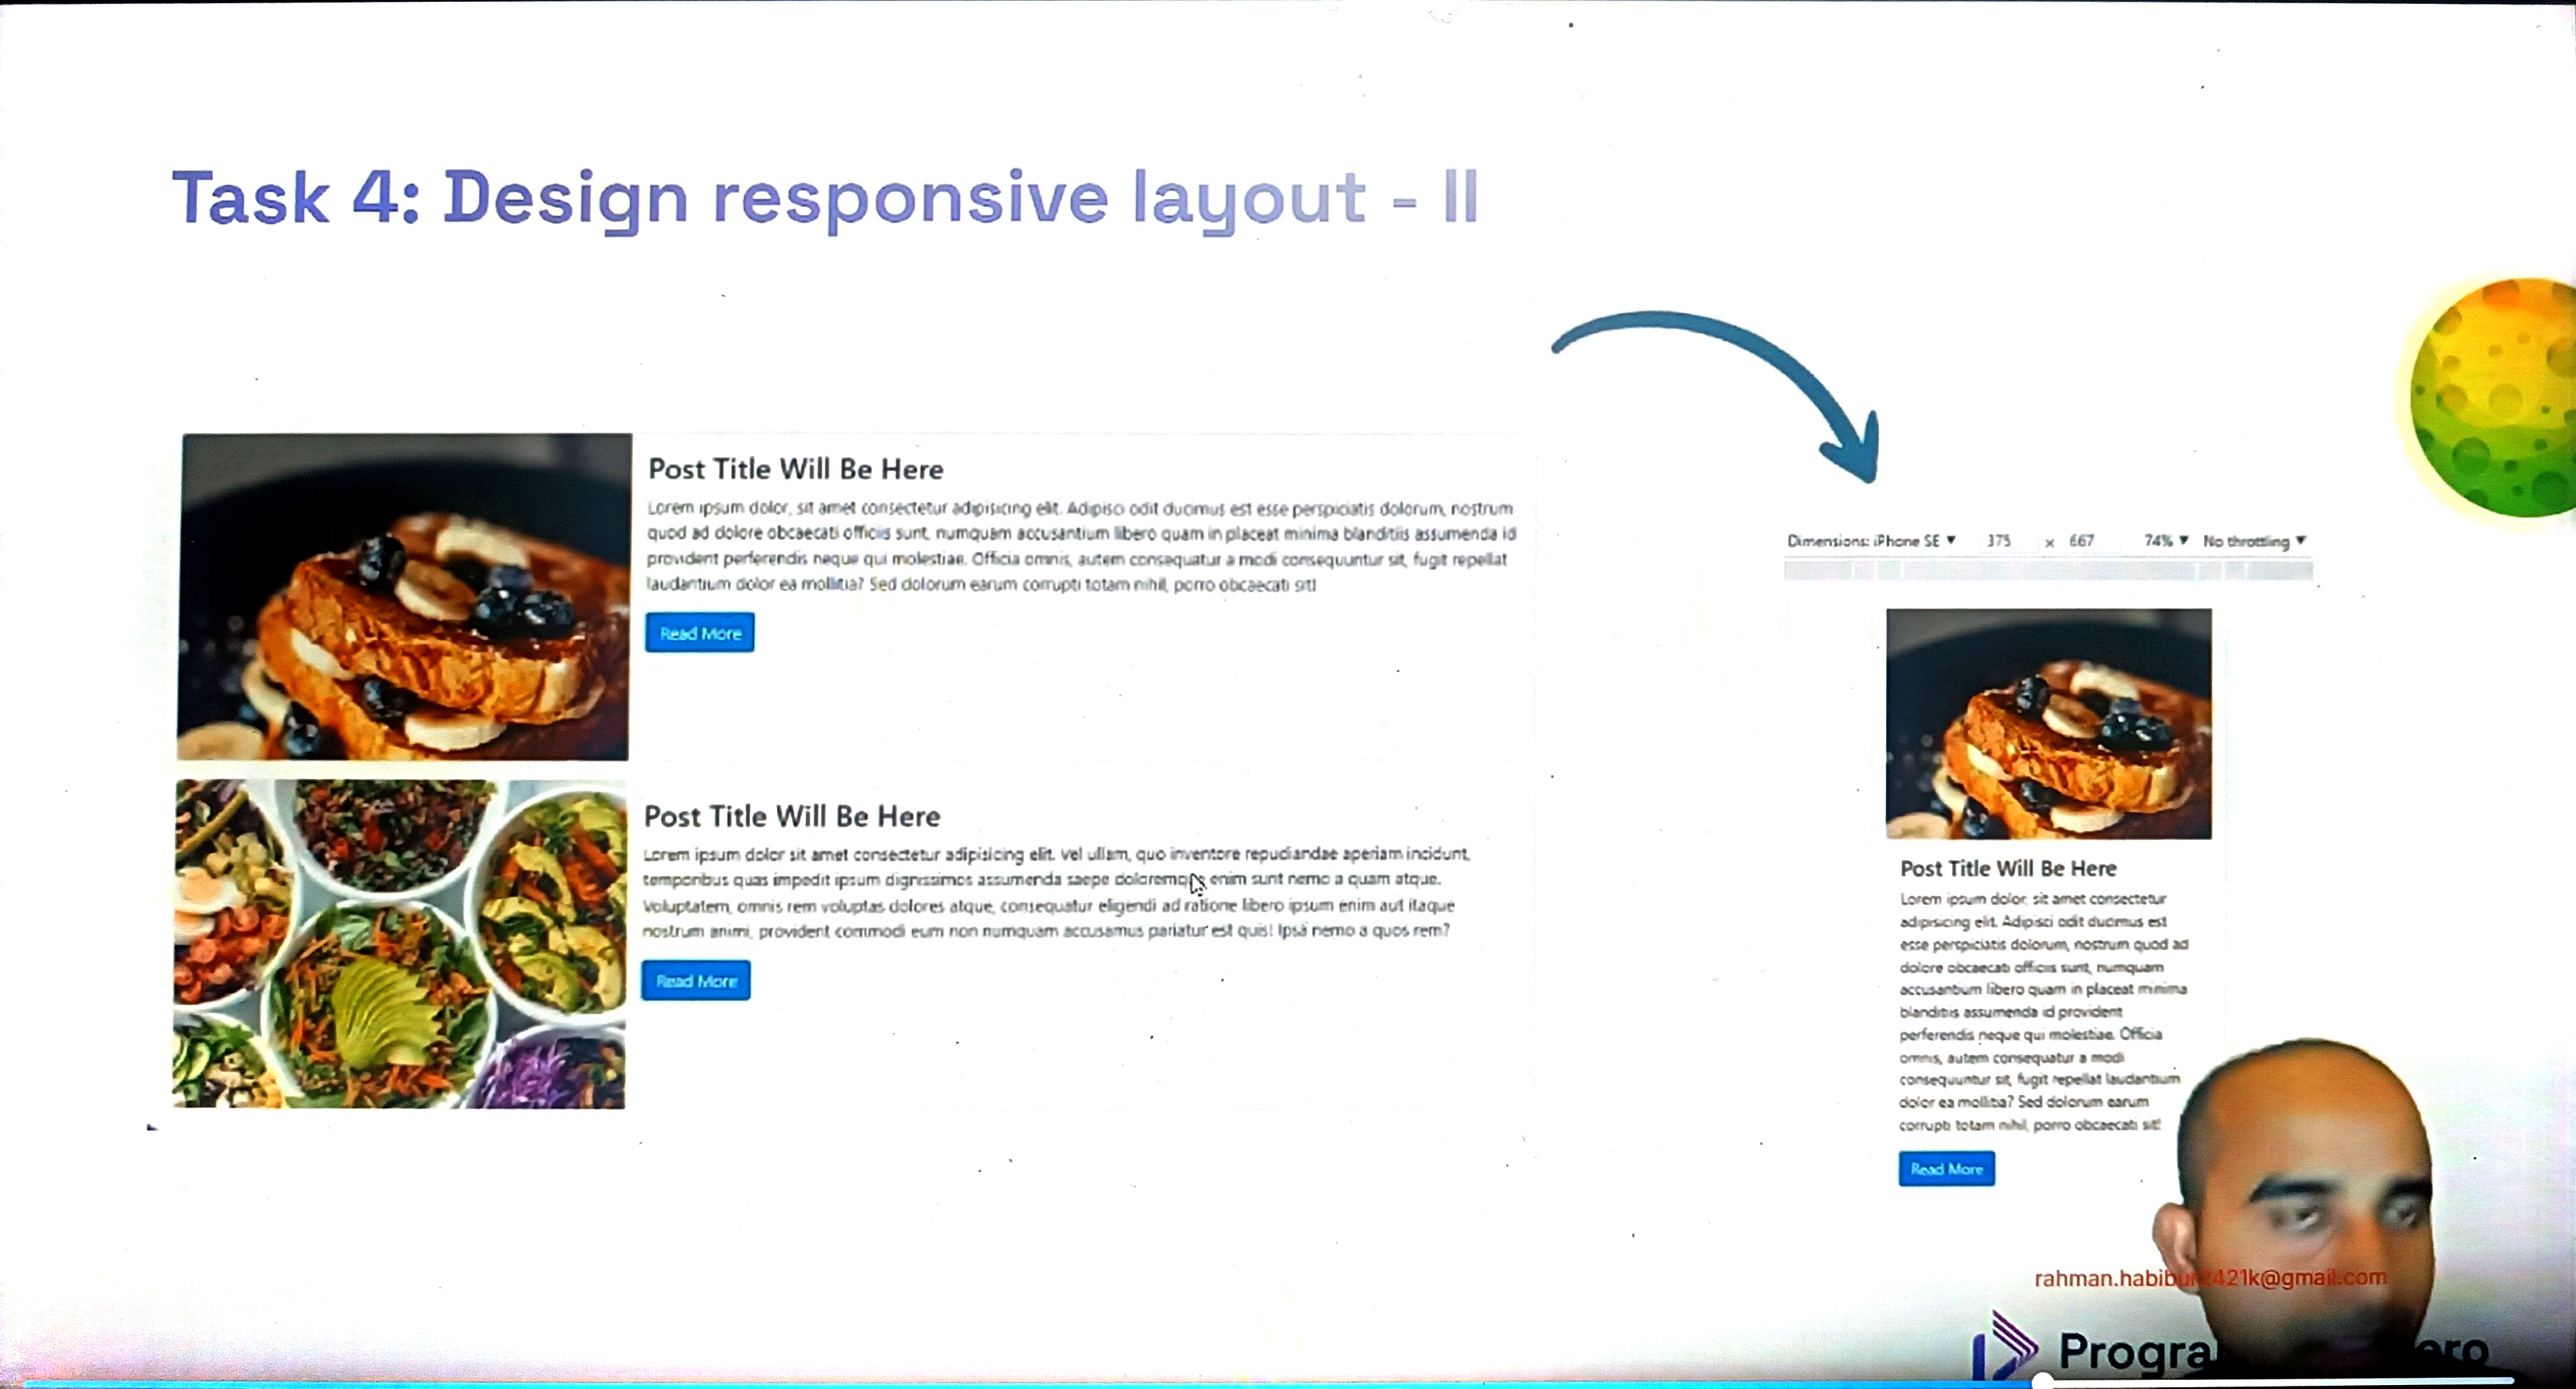 Task 4: Design responsive layout - II
Post Title Will Be Here
Lorem ipsum dolor, sit amet consectetur adipisicing elit. Adipisci odit ducimus est esse perspiciatis dolorum, nostrum
quod ad dolore obcaecati officiis sunt, numquam accusantium libero quam in placeat minima blanditiis assumenda id
provident perferendis neque qui molestiae. Officia omnis, autem consequatur a modi consequuntur sit, fugit repellat
laudantium dolor ea mollitia? Sed dolorum earum corrupti totam nihil, porro obcaecati sit!
Read More
Post Title Will Be Here
Lorem ipsum dolor sit amet consectetur adipisicing elit. Vel ullam, quo inventore repudiandae aperiam incidunt,
temporibus quas impedit ipsum dignissimos assumenda saepe enim sunt nemo a quam atque.
Voluptatem, omnis rem voluptas dolores atque, consequatur eligendi ad ratione libero ipsum enim aut itaque
nostrum animi, provident commodi eum non numquam accusamus pariatur est quis! Ipsa nemo a quos rem?
Read More
Dimensions: iPhone SE ▼ 375 x 667 74% ▼ No throttling ▼
Post Title Will Be Here
Lorem ipsum dolor, sit amet consectetur
adipisicing elit. Adipisci odit ducimus est
esse perspiciatis dolorum, nostrum quod ad
dolore obcaecati officiis sunt, numquam
accusantium libero quam in placeat minima
blanditiis assumenda id provident
perferendis neque qui molestiae. Officia
omnis, autem consequatur a modi
consequuntur sit, fugit repellat laudantium
dolor ea mollitia? Sed dolorum earum
corrupti totam nihil, porro obcaecati sit!
Read More